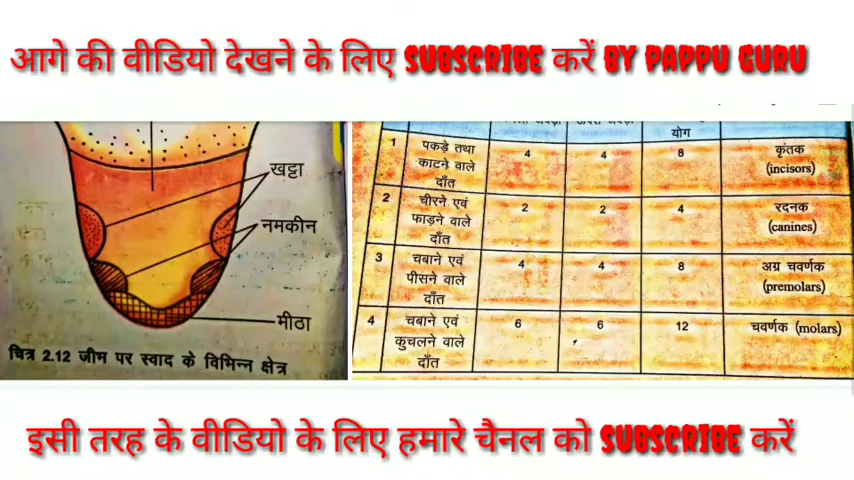 आगे की वीडियो देखने के लिए SUBSCRIBE करें BY PAPPU GURU
खट्टा
नमकीन
मीठा
चित्र 2.12 जीभ पर स्वाद के विभिन्न क्षेत्र
योग
1 पकड़े तथा 4 4 8 कृंतक
काटने वाले (incisors)
दाँत
2 चीरने एवं 2 2 4 रदनक
फाड़ने वाले (canines)
दाँत
3 चबाने एवं 4 4 8 अग्र चवर्णक
पीसने वाले (premolars)
दाँत
4 चबाने एवं 6 6 12 चवर्णक (molars)
कुचलने वाले
दाँत
इसी तरह के वीडियो के लिए हमारे चैनल को SUBSCRIBE करें